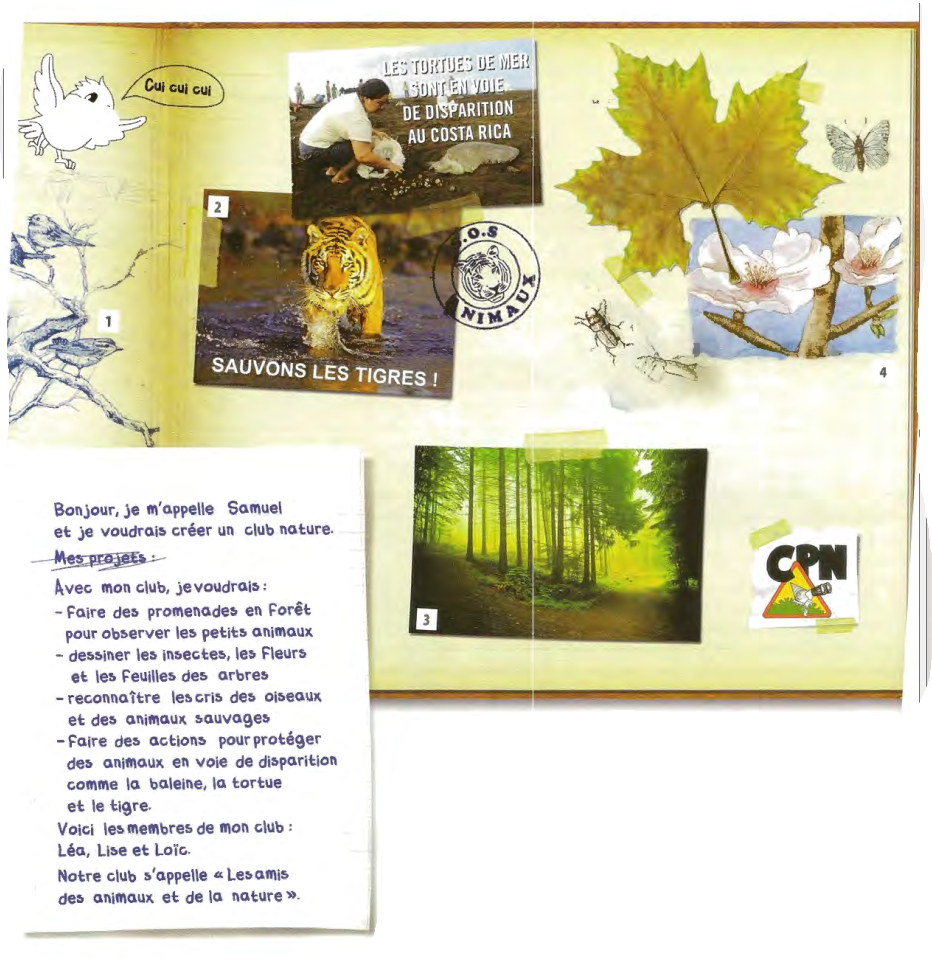 Cui cui cui
LES TORTUES DE MER
SONT EN VOIE
DE DISPARITION
AU COSTA RICA
2
S.O.S
ANIMAUX
SAUVONS LES TIGRES !
1
4
3
CPN
Bonjour, je m'appelle Samuel
et je voudrais créer un club nature.
Mes projets :
Avec mon club, je voudrais :
- Faire des promenades en forêt
pour observer les petits animaux
- dessiner les insectes, les fleurs
et les feuilles des arbres
- reconnaître les cris des oiseaux
et des animaux sauvages
- Faire des actions pour protéger
des animaux en voie de disparition
comme la baleine, la tortue
et le tigre.
Voici les membres de mon club :
Léa, Lise et Loïc.
Notre club s'appelle « Les amis
des animaux et de la nature ».